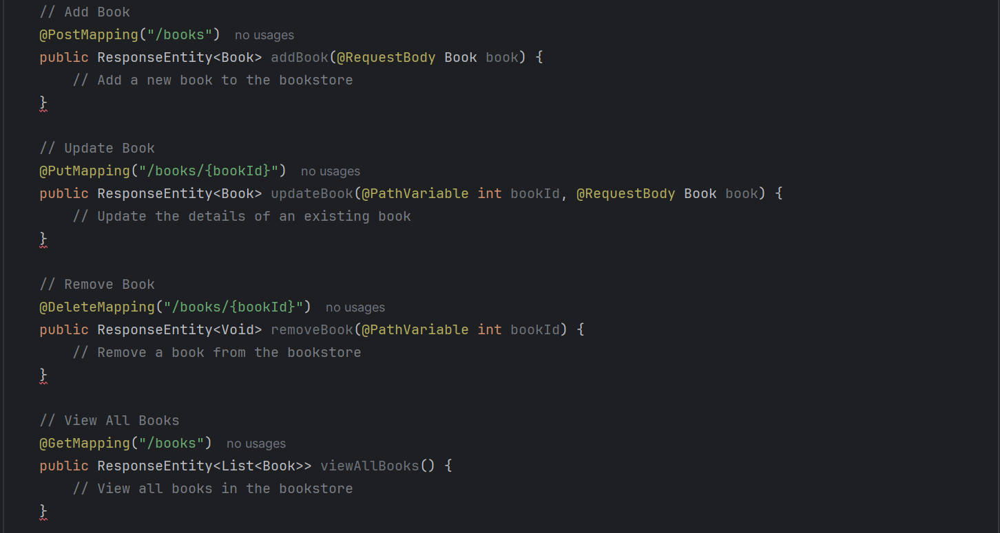 // Add Book
@PostMapping("/books") no usages
public ResponseEntity<Book> addBook(@RequestBody Book book) {
    // Add a new book to the bookstore
}
// Update Book
@PutMapping("/books/{bookId}") no usages
public ResponseEntity<Book> updateBook(@PathVariable int bookId, @RequestBody Book book) {
    // Update the details of an existing book
}
// Remove Book
@DeleteMapping("/books/{bookId}") no usages
public ResponseEntity<Void> removeBook(@PathVariable int bookId) {
    // Remove a book from the bookstore
}
// View All Books
@GetMapping("/books") no usages
public ResponseEntity<List<Book>> viewAllBooks() {
    // View all books in the bookstore
}